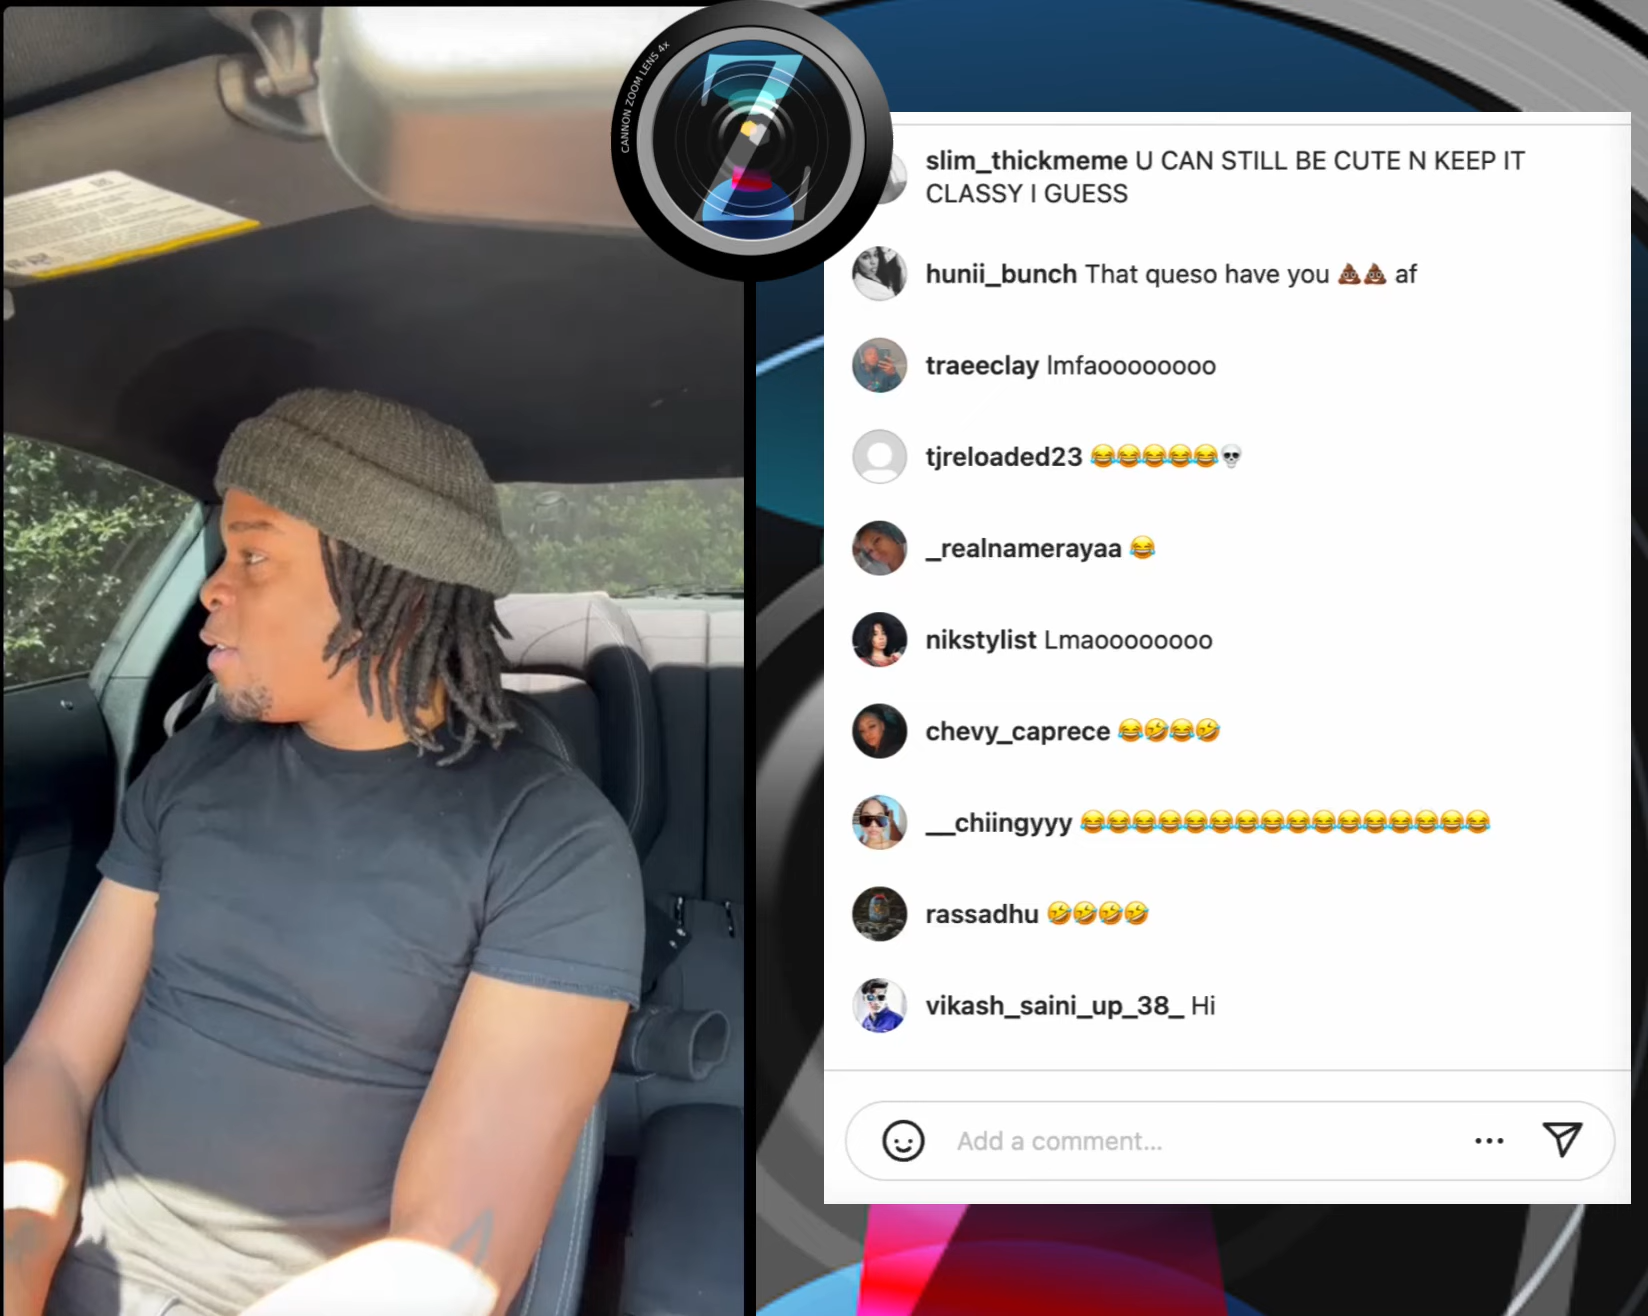 CANNON ZOOM LENS 4x
slim_thickmeme U CAN STILL BE CUTE N KEEP IT
CLASSY I GUESS
hunii_bunch That queso have you 💩💩 af
traeeclay lmfaoooooooo
tjreloaded23 😂😂😂😂😂💀
_realnamerayaa 😂
nikstylist Lmaoooooooo
chevy_caprece 😂🤣😂🤣
__chiingyyy 😂😂😂😂😂😂😂😂😂😂😂😂😂😂😂😂
rassadhu 🤣🤣🤣🤣
vikash_saini_up_38_ Hi
Add a comment...